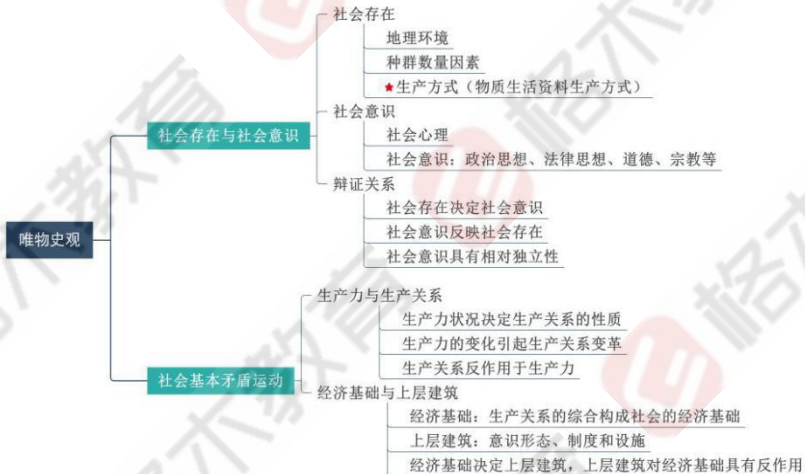 社会存在
地理环境
种群数量因素
★生产方式（物质生活资料生产方式）
社会意识
社会存在与社会意识
社会心理
社会意识：政治思想、法律思想、道德、宗教等
辩证关系
社会存在决定社会意识
社会意识反映社会存在
社会意识具有相对独立性
唯物史观
生产力与生产关系
生产力状况决定生产关系的性质
生产力的变化引起生产关系变革
生产关系反作用于生产力
社会基本矛盾运动
经济基础与上层建筑
经济基础：生产关系的综合构成社会的经济基础
上层建筑：意识形态、制度和设施
经济基础决定上层建筑，上层建筑对经济基础具有反作用
格木教育